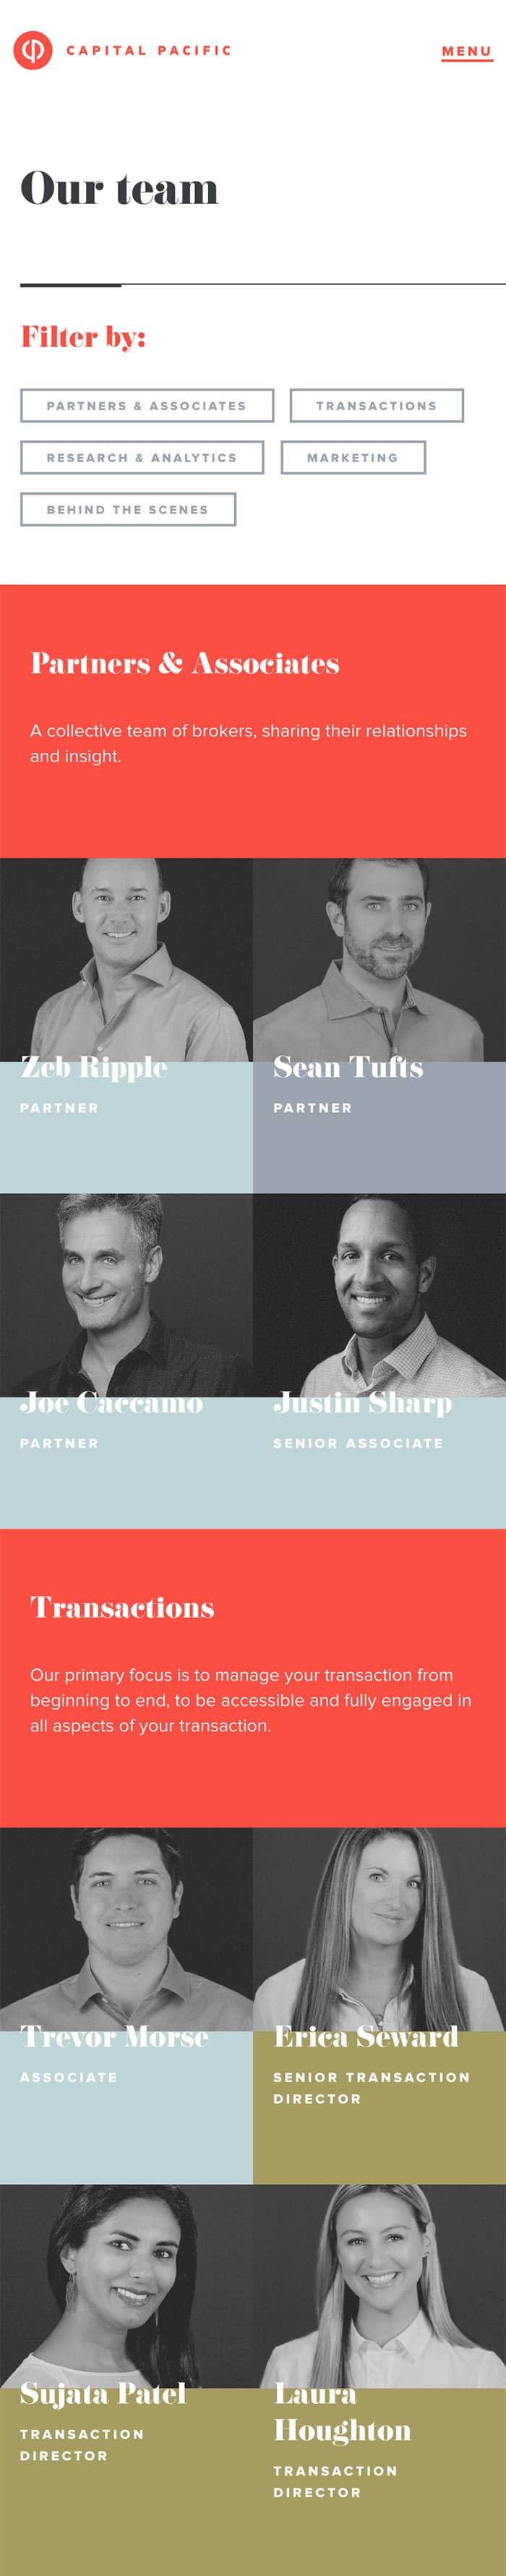 CAPITAL PACIFIC
MENU
Our team
Filter by:
PARTNERS & ASSOCIATES
TRANSACTIONS
RESEARCH & ANALYTICS
MARKETING
BEHIND THE SCENES
Partners & Associates
A collective team of brokers, sharing their relationships
and insight.
Zeb Ripple
PARTNER
Sean Tufts
PARTNER
Joe Caccamo
PARTNER
Justin Sharp
SENIOR ASSOCIATE
Transactions
Our primary focus is to manage your transaction from
beginning to end, to be accessible and fully engaged in
all aspects of your transaction.
Trevor Morse
ASSOCIATE
Erica Seward
SENIOR TRANSACTION
DIRECTOR
Sujata Patel
TRANSACTION
DIRECTOR
Laura
Houghton
TRANSACTION
DIRECTOR